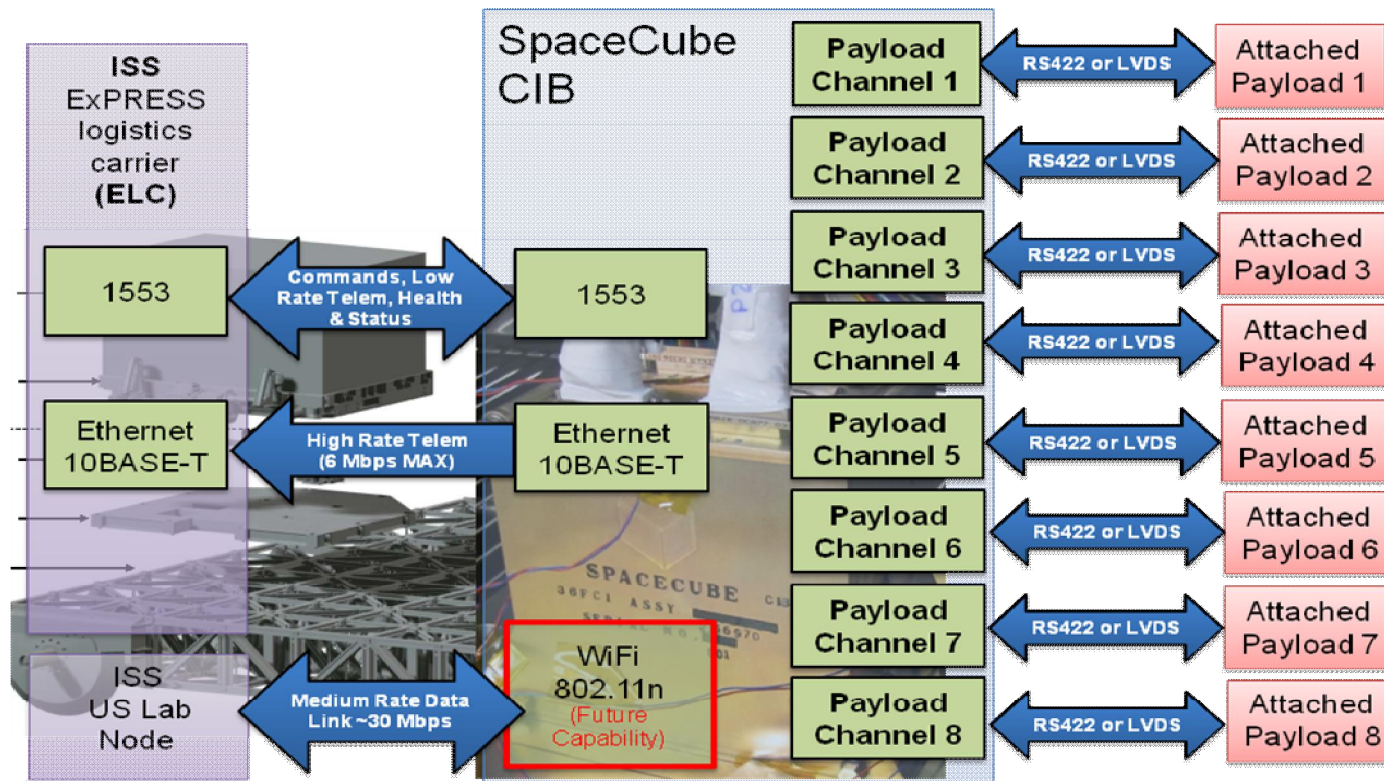 ISS
ExPRESS
logistics
carrier
(ELC)
1553
Ethernet
10BASE-T
ISS
US Lab
Node
Commands, Low
Rate Telem, Health
& Status
High Rate Telem
(6 Mbps MAX)
Medium Rate Data
Link ~30 Mbps
SpaceCube
CIB
1553
Ethernet
10BASE-T
SPACECUBE CIB
WiFi
802.11n
(Future
Capability)
Payload
Channel 1
RS422 or LVDS
Attached
Payload 1
Payload
Channel 2
RS422 or LVDS
Attached
Payload 2
Payload
Channel 3
RS422 or LVDS
Attached
Payload 3
Payload
Channel 4
RS422 or LVDS
Attached
Payload 4
Payload
Channel 5
RS422 or LVDS
Attached
Payload 5
Payload
Channel 6
RS422 or LVDS
Attached
Payload 6
Payload
Channel 7
RS422 or LVDS
Attached
Payload 7
Payload
Channel 8
RS422 or LVDS
Attached
Payload 8